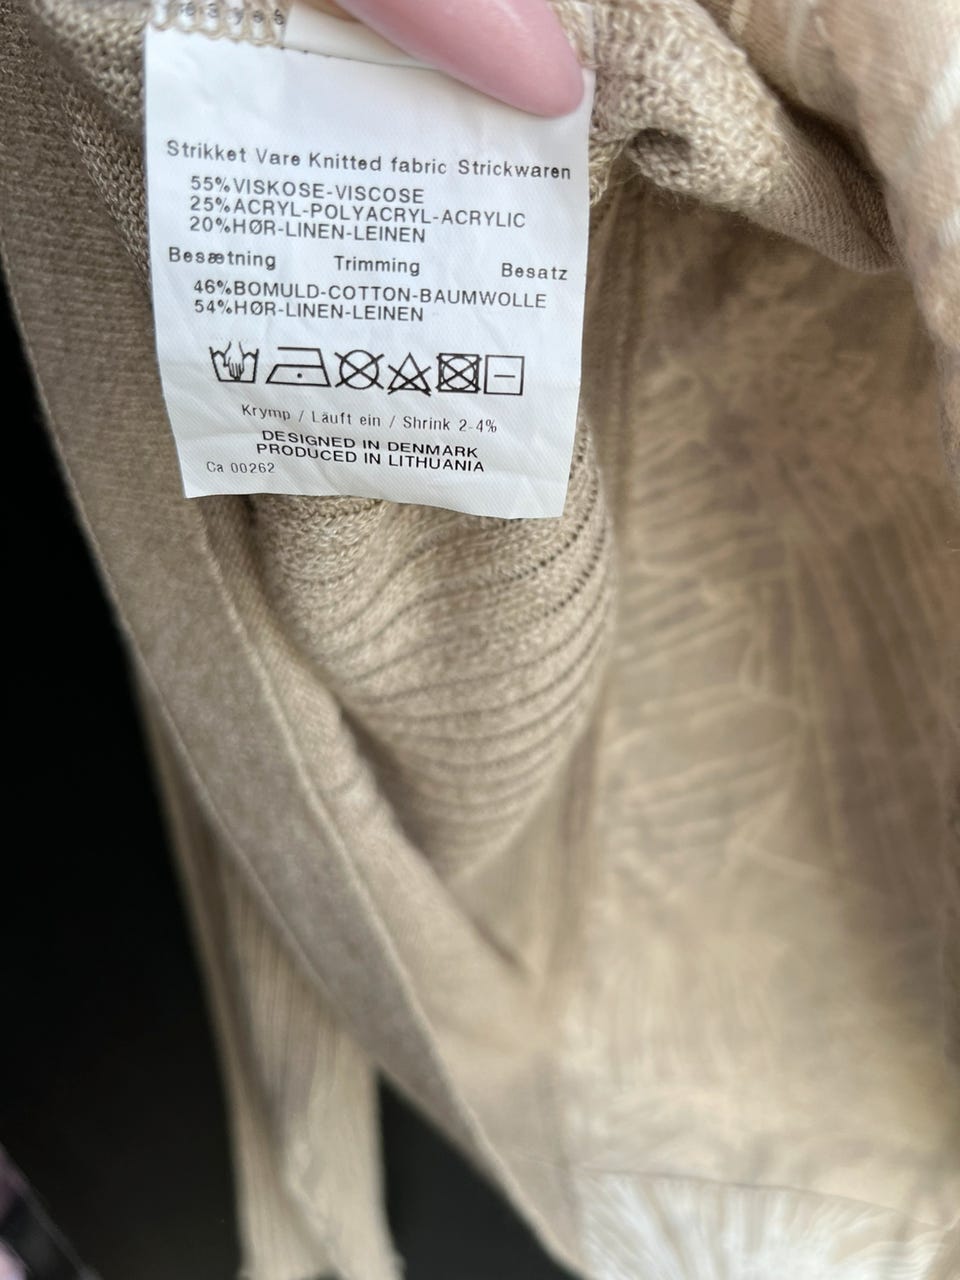 Strikket Vare Knitted fabric Strickwaren
55%VISKOSE-VISCOSE
25%ACRYL-POLYACRYL-ACRYLIC
20%HØR-LINEN-LEINEN
Besætning Trimming Besatz
46%BOMULD-COTTON-BAUMWOLLE
54%HØR-LINEN-LEINEN
Krymp / Läuft ein / Shrink 2-4%
DESIGNED IN DENMARK
PRODUCED IN LITHUANIA
Ca 00262